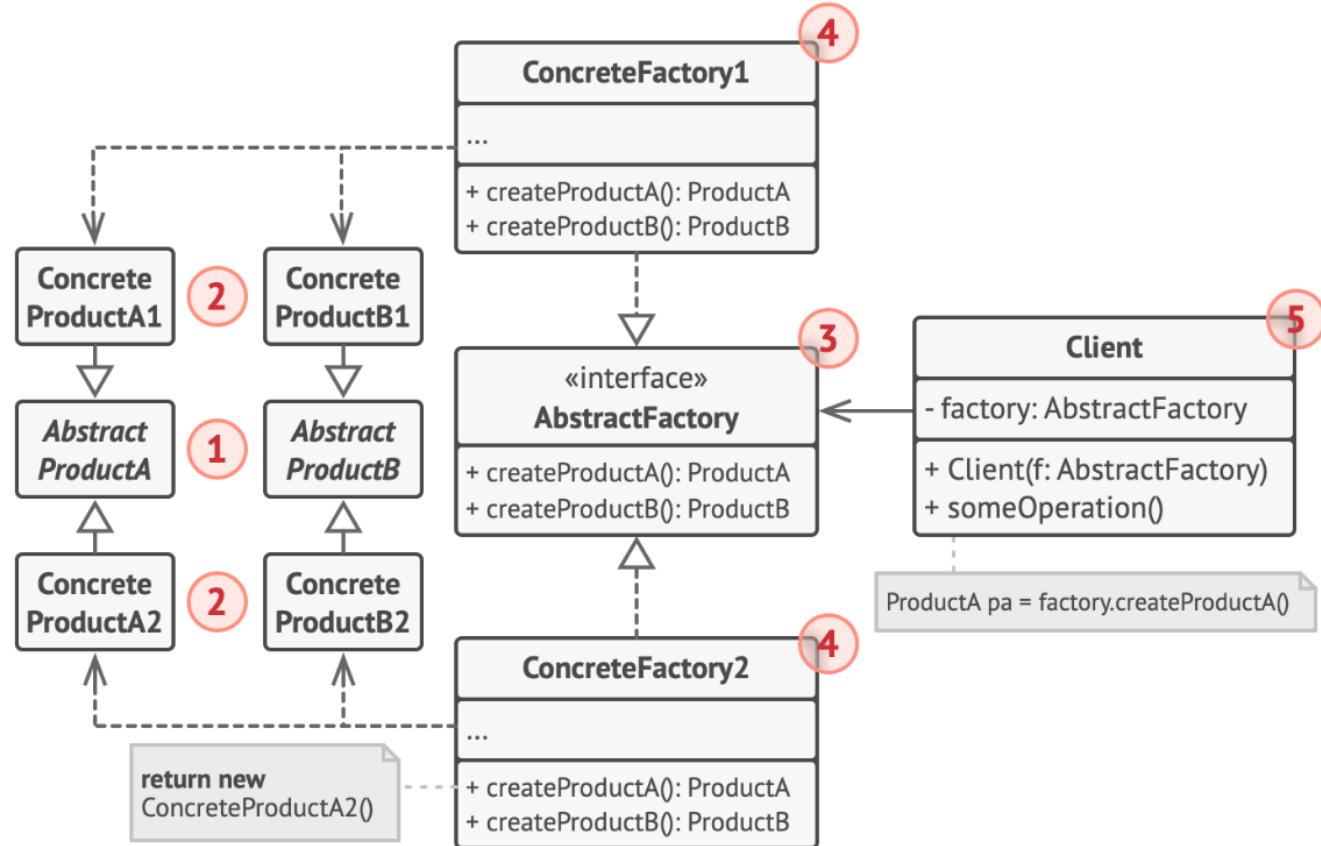 4
ConcreteFactory1
...
+ createProductA(): ProductA
+ createProductB(): ProductB
Concrete
ProductA1
2
Concrete
ProductB1
Abstract
ProductA
1
Abstract
ProductB
Concrete
ProductA2
2
Concrete
ProductB2
3
«interface»
AbstractFactory
+ createProductA(): ProductA
+ createProductB(): ProductB
5
Client
- factory: AbstractFactory
+ Client(f: AbstractFactory)
+ someOperation()
ProductA pa = factory.createProductA()
4
ConcreteFactory2
...
+ createProductA(): ProductA
+ createProductB(): ProductB
return new
ConcreteProductA2()